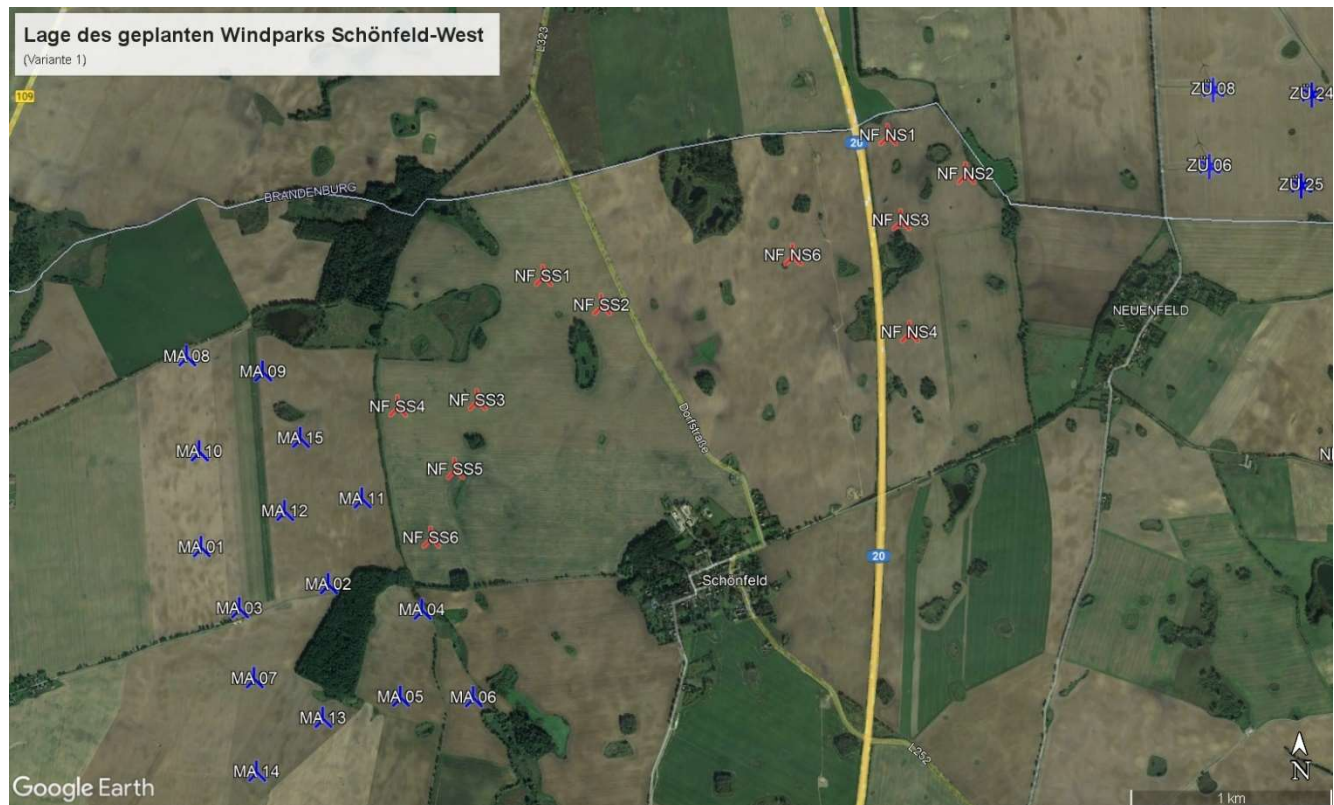 Lage des geplanten Windparks Schönfeld-West
(Variante 1)
L323
109
ZÜ 08
ZÜ 24
NF NS1
20
NF NS2
ZÜ 06
ZÜ 25
BRANDENBURG
NF NS3
NF NS6
NF SS1
NF SS2
NEUENFELD
NF NS4
MA 08
MA 09
NF SS3
NF SS4
Dorfstraße
MA 15
MA 10
NF SS5
MA 11
MA 12
NF SS6
MA 01
20
Schönfeld
MA 02
MA 03
MA 04
MA 07
MA 05
MA 06
MA 13
L252
MA 14
N
Google Earth
1 km